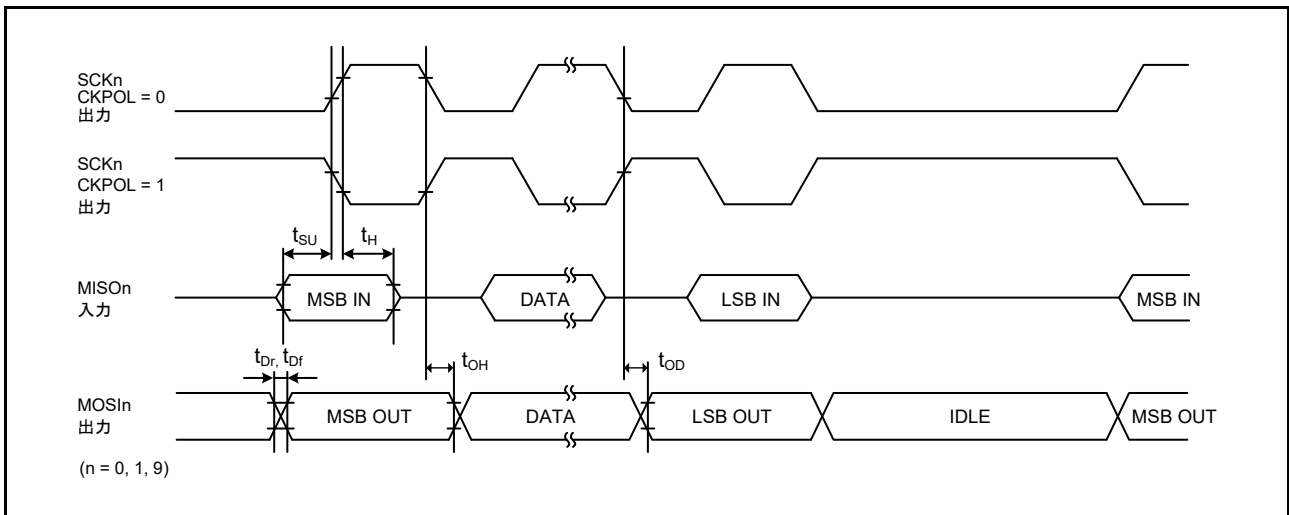 SCKn
CKPOL = 0
出力
SCKn
CKPOL = 1
出力
tSU
tH
MISOn
入力
MSB IN
DATA
LSB IN
MSB IN
tDr, tDf
tOH
tOD
MOSIn
出力
MSB OUT
DATA
LSB OUT
IDLE
MSB OUT
(n = 0, 1, 9)